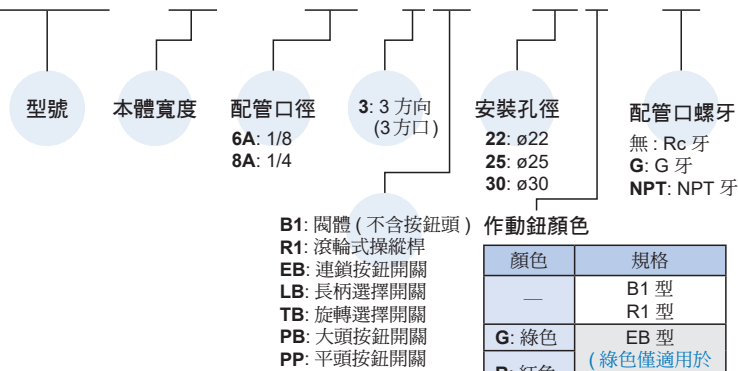 型號
本體寬度
配管口徑
6A: 1/8
8A: 1/4
3: 3 方向
(3方口)
安裝孔徑
22: ø22
25: ø25
30: ø30
配管口螺牙
無 : Rc 牙
G: G 牙
NPT: NPT 牙
B1: 閥體 ( 不含按鈕頭 )
R1: 滾輪式操縱桿
EB: 連鎖按鈕開關
LB: 長柄選擇開關
TB: 旋轉選擇開關
PB: 大頭按鈕開關
PP: 平頭按鈕開關
作動鈕顏色
顏色 規格
— B1 型
R1 型
G: 綠色 EB 型
( 綠色僅適用於
R: 紅色